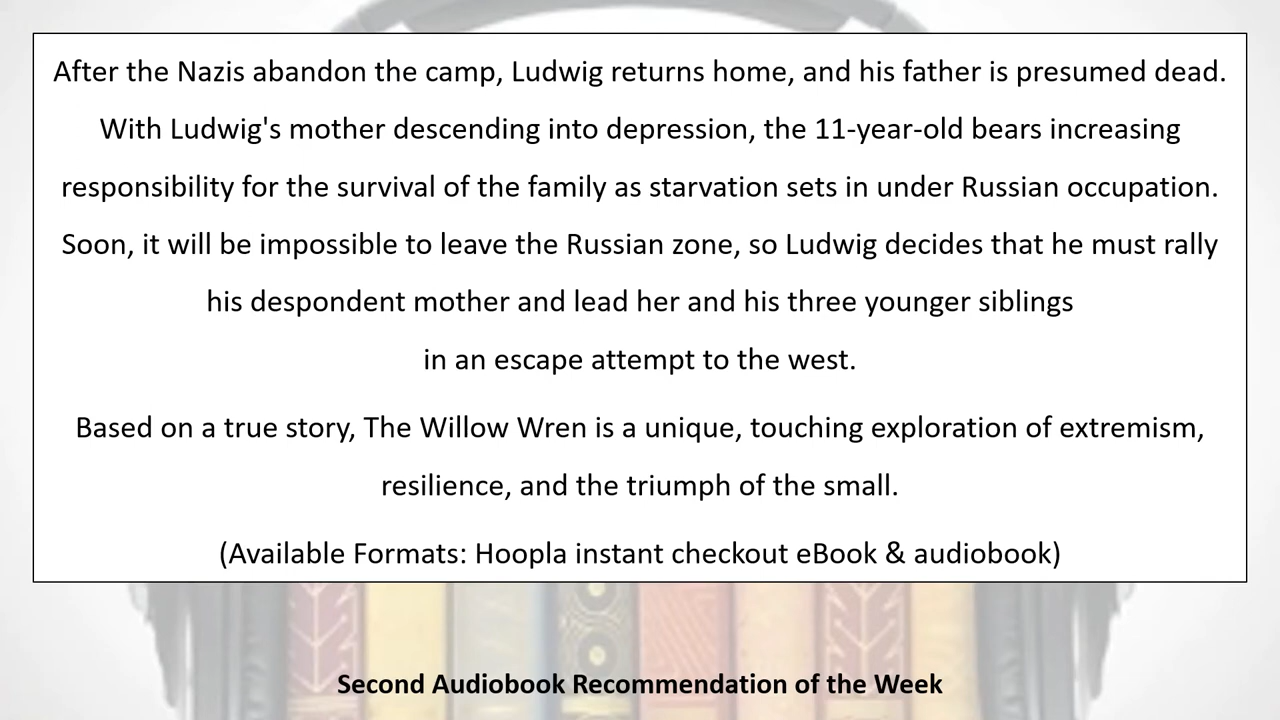 After the Nazis abandon the camp, Ludwig returns home, and his father is presumed dead.
With Ludwig's mother descending into depression, the 11-year-old bears increasing
responsibility for the survival of the family as starvation sets in under Russian occupation.
Soon, it will be impossible to leave the Russian zone, so Ludwig decides that he must rally
his despondent mother and lead her and his three younger siblings
in an escape attempt to the west.
Based on a true story, The Willow Wren is a unique, touching exploration of extremism,
resilience, and the triumph of the small.
(Available Formats: Hoopla instant checkout eBook & audiobook)
Second Audiobook Recommendation of the Week